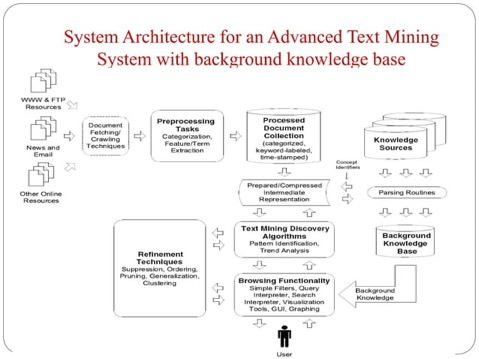 System Architecture for an Advanced Text Mining
System with background knowledge base
WWW & FTP
Resources
News and
Email
Other Online
Resources
Document
Fetching/
Crawling
Techniques
Preprocessing
Tasks
Categorization,
Feature/Term
Extraction
Processed
Document
Collection
(categorized,
keyword-labeled,
time-stamped)
Knowledge
Sources
Concept
Identifiers
Prepared/Compressed
Intermediate
Representation
Parsing Routines
Text Mining Discovery
Algorithms
Pattern Identification,
Trend Analysis
Background
Knowledge
Base
Refinement
Techniques
Suppression, Ordering,
Pruning, Generalization,
Clustering
Browsing Functionality
Simple Filters, Query
Interpreter, Search
Interpreter, Visualization
Tools, GUI, Graphing
Background
Knowledge
User